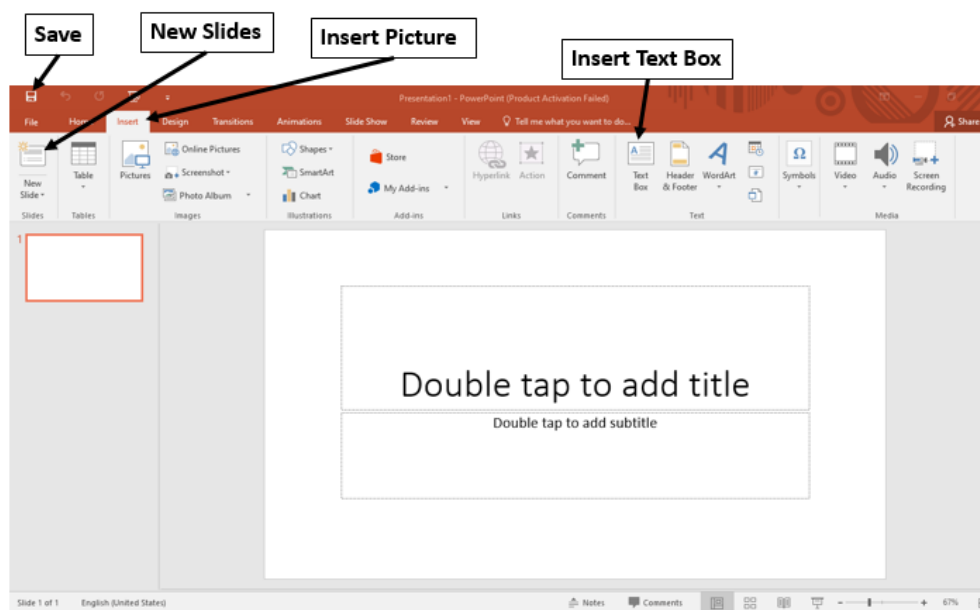 Save
New Slides
Insert Picture
Insert Text Box
Presentation1 - PowerPoint (Product Activation Failed)
File Home Insert Design Transitions Animations Slide Show Review View Tell me what you want to do... Share
New Slide
Table
Pictures
Online Pictures
Screenshot
Photo Album
Shapes
SmartArt
Chart
Store
My Add-ins
Hyperlink
Action
Comment
Text Box
Header & Footer
WordArt
Symbols
Video
Audio
Screen Recording
Slides Tables Images Illustrations Add-ins Links Comments Text Media
1
Double tap to add title
Double tap to add subtitle
Slide 1 of 1 English (United States) Notes Comments 67%